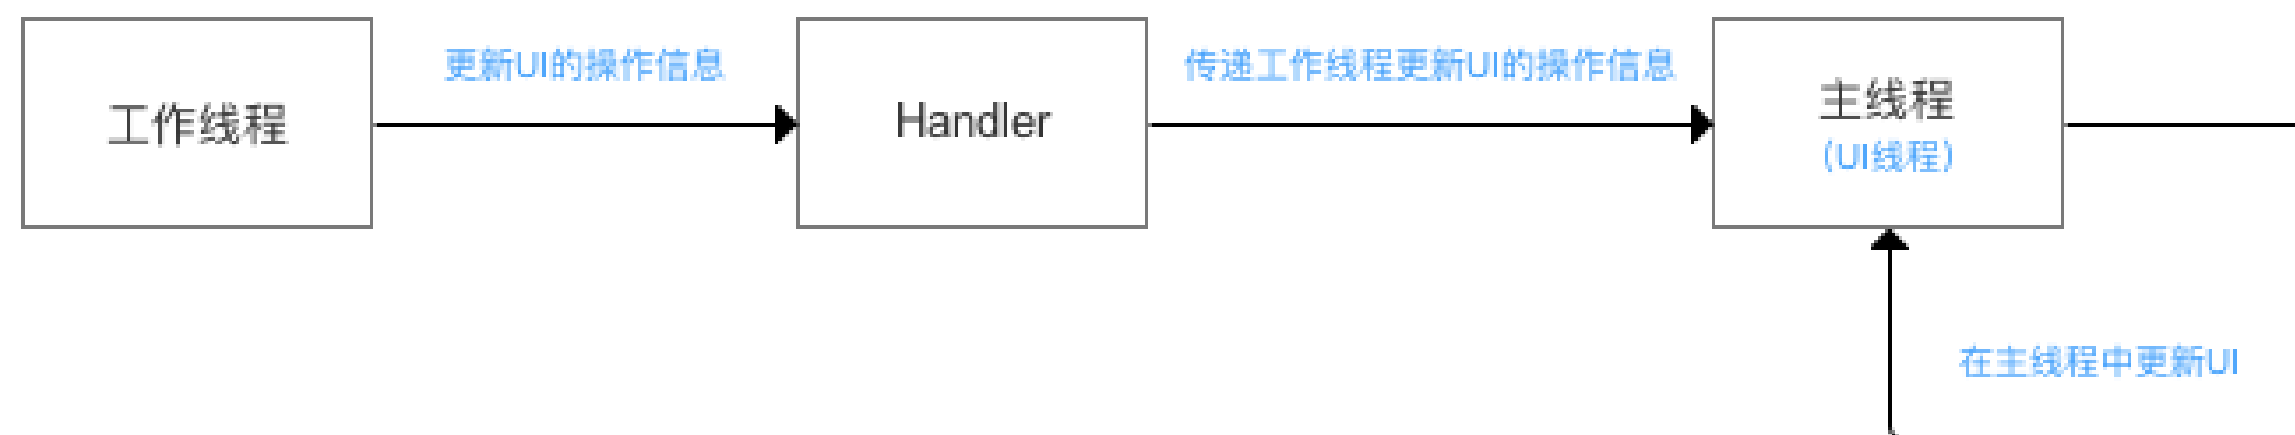 更新UI的操作信息
传递工作线程更新UI的操作信息
工作线程
Handler
主线程
(UI线程)
在主线程中更新UI